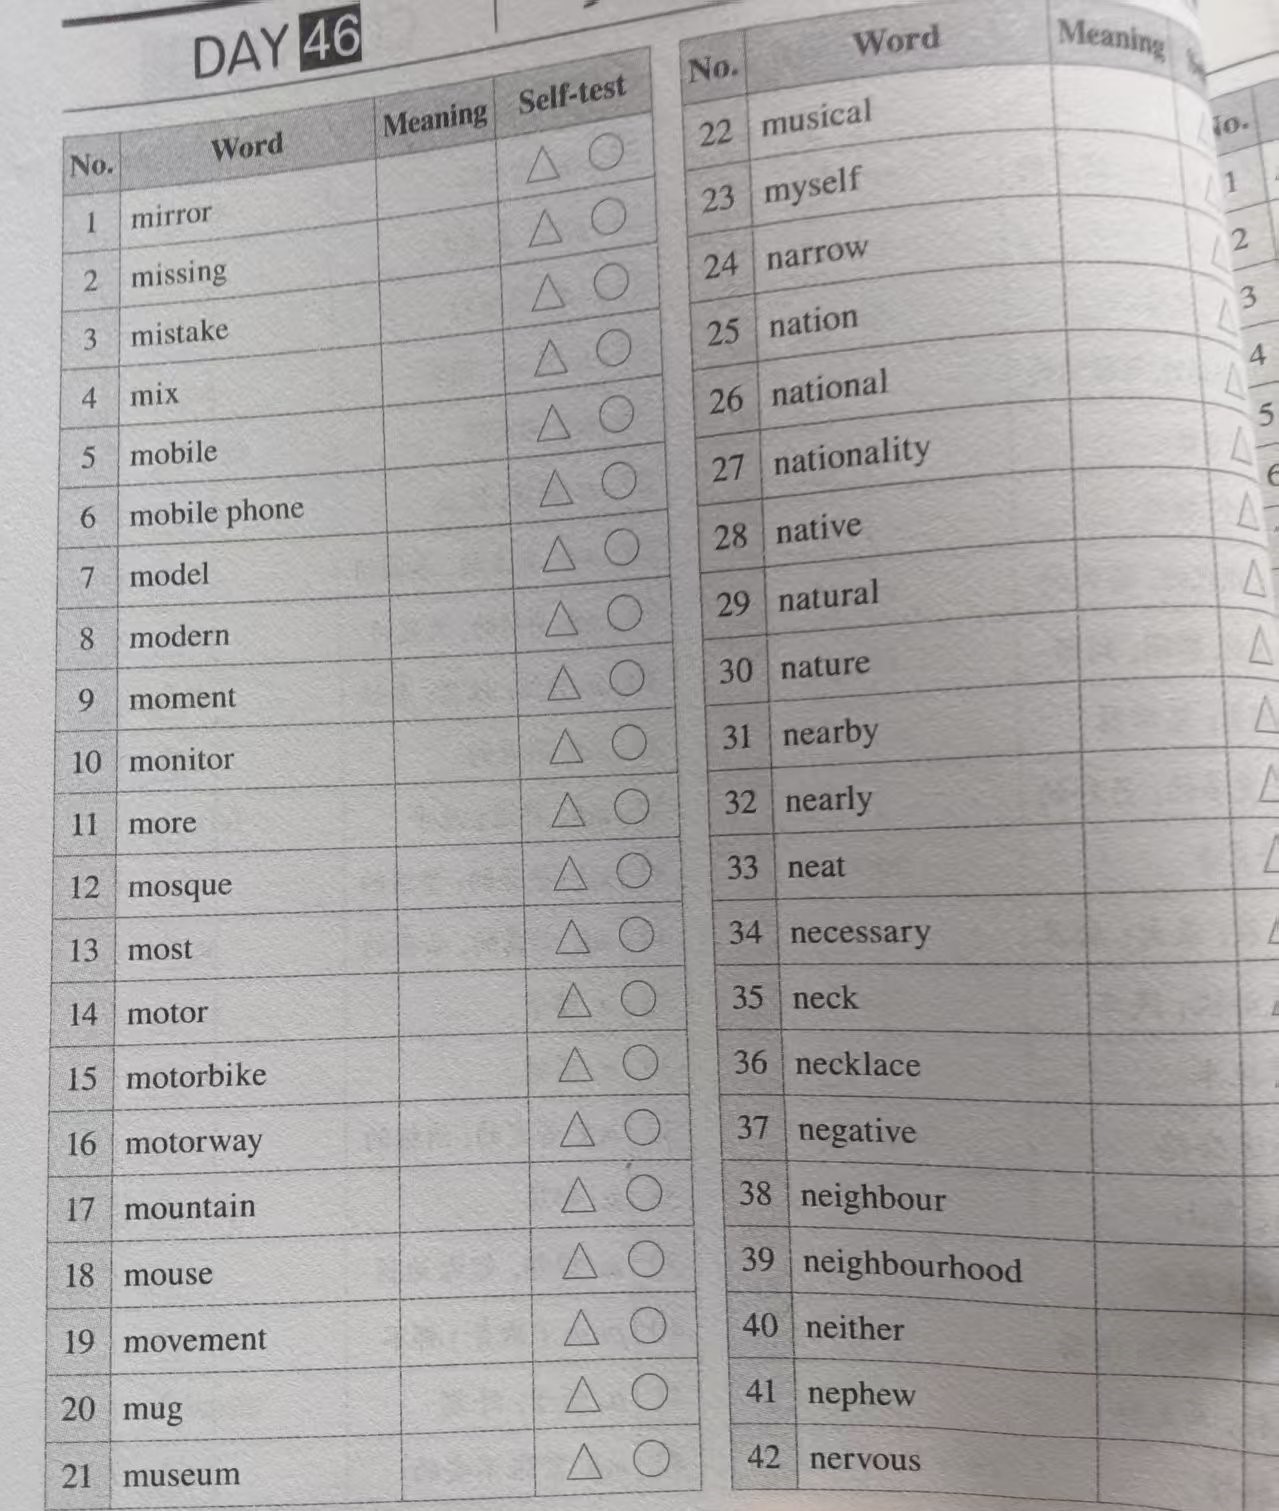 DAY 46
No. Word Meaning Self-test
1 mirror
2 missing
3 mistake
4 mix
5 mobile
6 mobile phone
7 model
8 modern
9 moment
10 monitor
11 more
12 mosque
13 most
14 motor
15 motorbike
16 motorway
17 mountain
18 mouse
19 movement
20 mug
21 museum
No. Word Meaning
22 musical
23 myself
24 narrow
25 nation
26 national
27 nationality
28 native
29 natural
30 nature
31 nearby
32 nearly
33 neat
34 necessary
35 neck
36 necklace
37 negative
38 neighbour
39 neighbourhood
40 neither
41 nephew
42 nervous
No.
1
2
3
4
5
6